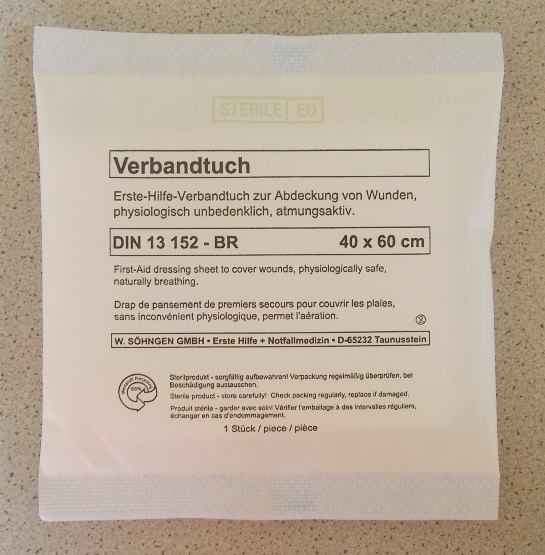 STERILE EO
Verbandtuch
Erste-Hilfe-Verbandtuch zur Abdeckung von Wunden,
physiologisch unbedenklich, atmungsaktiv.
DIN 13 152 - BR 40 x 60 cm
First-Aid dressing sheet to cover wounds, physiologically safe,
naturally breathing.
Drap de pansement de premiers secours pour couvrir les plaies,
sans inconvénient physiologique, permet l'aération.
W. SÖHNGEN GMBH • Erste Hilfe + Notfallmedizin • D-65232 Taunusstein
100%
Sterilprodukt - sorgfältig aufbewahren! Verpackung regelmäßig überprüfen, bei
Beschädigung austauschen.
Sterile product - store carefully! Check packing regularly, replace if damaged.
Produit stérile - garder avec soin! Vérifier l'emballage à des intervalles réguliers,
échanger en cas d'endommagement.
1 Stück / piece / pièce